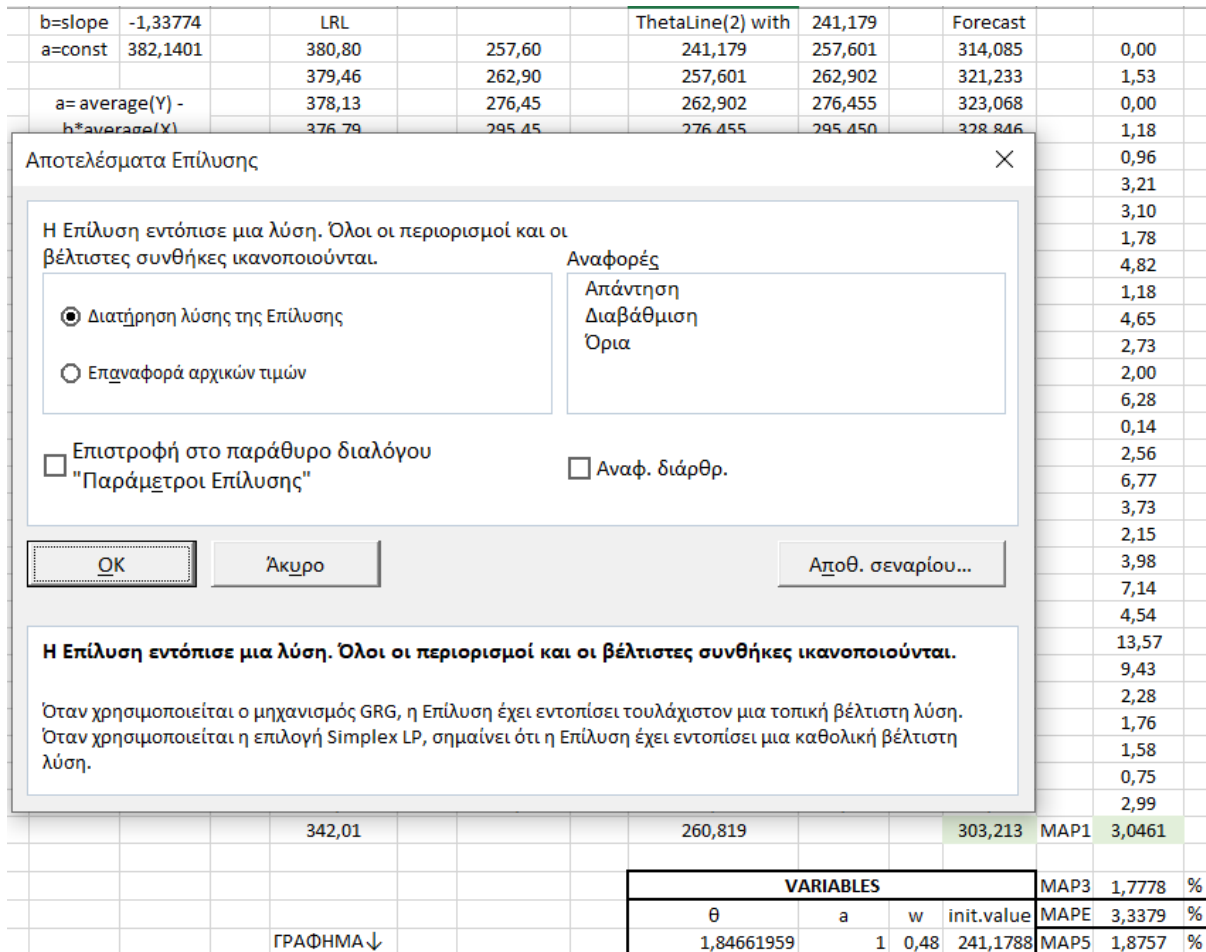 b=slope -1,33774 LRL ThetaLine(2) with 241,179 Forecast
a=const 382,1401 380,80 257,60 241,179 257,601 314,085 0,00
379,46 262,90 257,601 262,902 321,233 1,53
a= average(Y) - 378,13 276,45 262,902 276,455 323,068 0,00
b*average(X) 376,79 295,45 276,455 295,450 328,846 1,18
Αποτελέσματα Επίλυσης
0,96
3,21
Η Επίλυση εντόπισε μια λύση. Όλοι οι περιορισμοί και οι
βέλτιστες συνθήκες ικανοποιούνται.
Αναφορές
Απάντηση
Διαβάθμιση
Όρια
Διατήρηση λύσης της Επίλυσης
Επαναφορά αρχικών τιμών
Επιστροφή στο παράθυρο διαλόγου
"Παράμετροι Επίλυσης"
Αναφ. διάρθρ.
OK Άκυρο Αποθ. σεναρίου...
Η Επίλυση εντόπισε μια λύση. Όλοι οι περιορισμοί και οι βέλτιστες συνθήκες ικανοποιούνται.
Όταν χρησιμοποιείται ο μηχανισμός GRG, η Επίλυση έχει εντοπίσει τουλάχιστον μια τοπική βέλτιστη λύση.
Όταν χρησιμοποιείται η επιλογή Simplex LP, σημαίνει ότι η Επίλυση έχει εντοπίσει μια καθολική βέλτιστη
λύση.
3,10
1,78
4,82
1,18
4,65
2,73
2,00
6,28
0,14
2,56
6,77
3,73
2,15
3,98
7,14
4,54
13,57
9,43
2,28
1,76
1,58
0,75
2,99
342,01 260,819 303,213 MAP1 3,0461
VARIABLES MAP3 1,7778 %
θ a w init.value MAPE 3,3379 %
ΓΡΑΦΗΜΑ↓ 1,84661959 1 0,48 241,1788 MAP5 1,8757 %